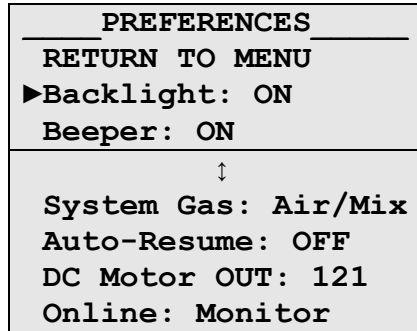 ____PREFERENCES_____
RETURN TO MENU
►Backlight: ON
Beeper: ON
↕
System Gas: Air/Mix
Auto-Resume: OFF
DC Motor OUT: 121
Online: Monitor